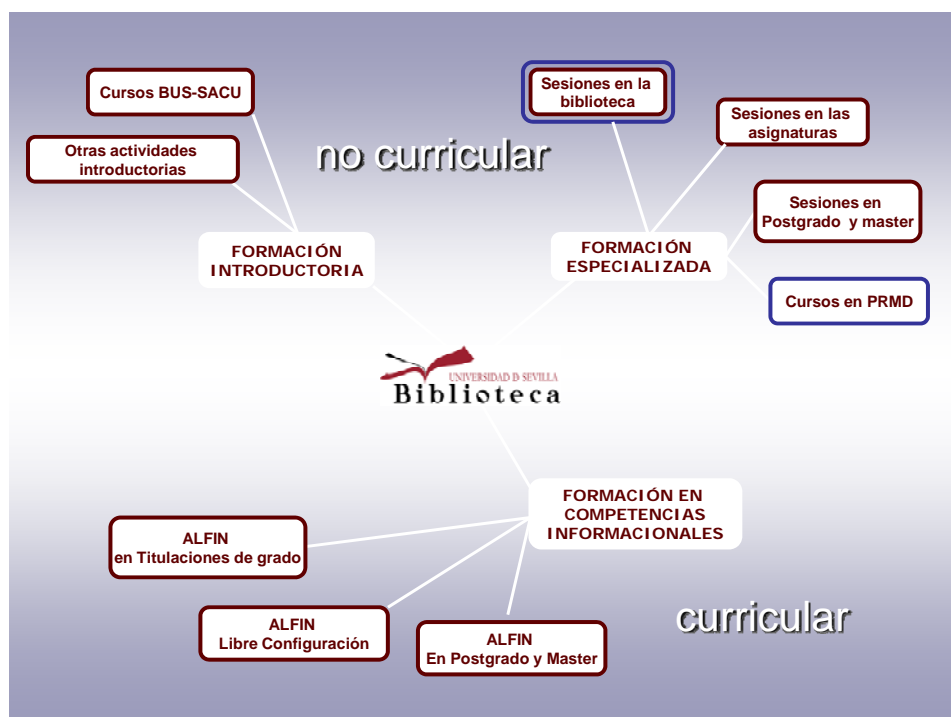 Cursos BUS-SACU
Otras actividades
introductorias
no curricular
Sesiones en la
biblioteca
Sesiones en las
asignaturas
Sesiones en
Postgrado y master
Cursos en PRMD
FORMACIÓN
INTRODUCTORIA
FORMACIÓN
ESPECIALIZADA
UNIVERSIDAD D SEVILLA
Biblioteca
FORMACIÓN EN
COMPETENCIAS
INFORMACIONALES
ALFIN
en Titulaciones de grado
ALFIN
Libre Configuración
ALFIN
En Postgrado y Master
curricular